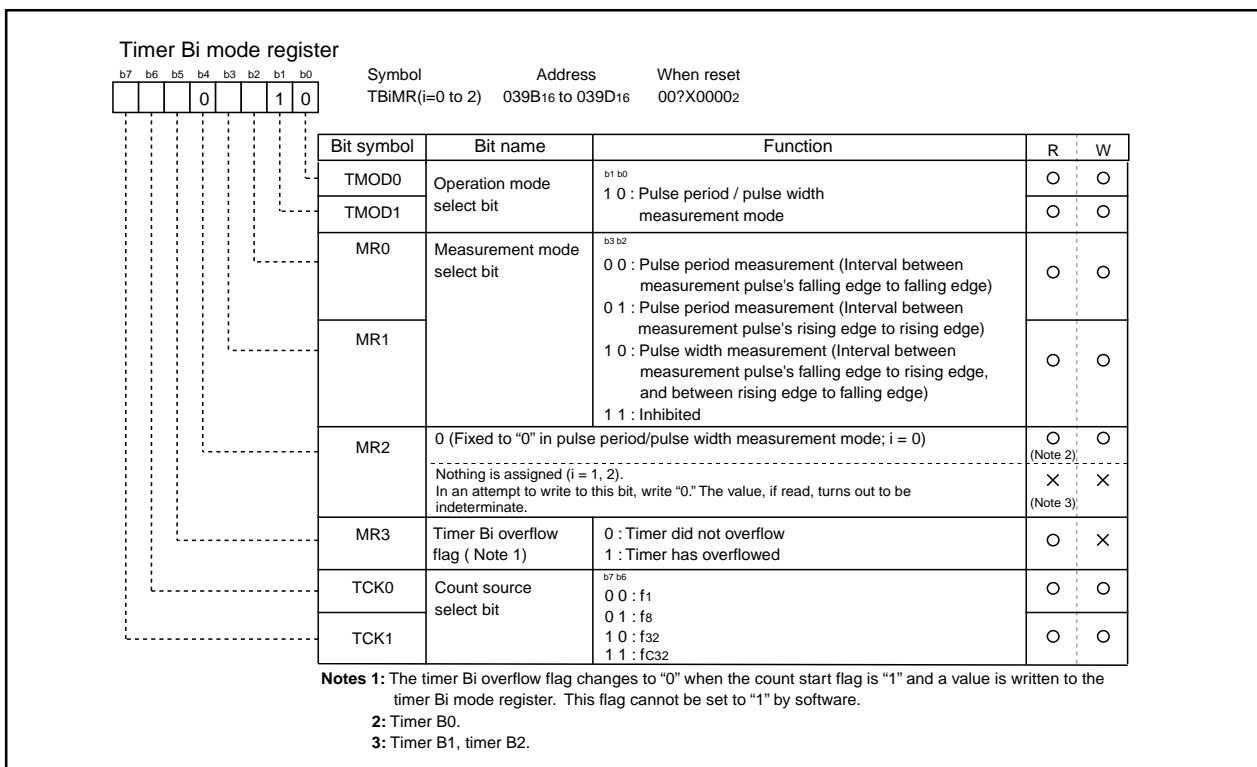 Timer Bi mode register
b7 b6 b5 b4 b3 b2 b1 b0
0 1 0
Symbol Address When reset
TBiMR(i=0 to 2) 039B16 to 039D16 00?X00002
Bit symbol Bit name Function R W
TMOD0 Operation mode select bit
b1 b0
1 0 : Pulse period / pulse width
measurement mode
TMOD1
MR0 Measurement mode select bit
b3 b2
0 0 : Pulse period measurement (Interval between
measurement pulse's falling edge to falling edge)
0 1 : Pulse period measurement (Interval between
measurement pulse's rising edge to rising edge)
MR1
1 0 : Pulse width measurement (Interval between
measurement pulse's falling edge to rising edge,
and between rising edge to falling edge)
1 1 : Inhibited
MR2 0 (Fixed to “0” in pulse period/pulse width measurement mode; i = 0)
(Note 2)
Nothing is assigned (i = 1, 2).
In an attempt to write to this bit, write “0.” The value, if read, turns out to be
indeterminate.
(Note 3)
MR3 Timer Bi overflow flag ( Note 1)
0 : Timer did not overflow
1 : Timer has overflowed
TCK0 Count source select bit
b7 b6
0 0 : f1
0 1 : f8
TCK1
1 0 : f32
1 1 : fC32
Notes 1: The timer Bi overflow flag changes to “0” when the count start flag is “1” and a value is written to the
timer Bi mode register. This flag cannot be set to “1” by software.
2: Timer B0.
3: Timer B1, timer B2.